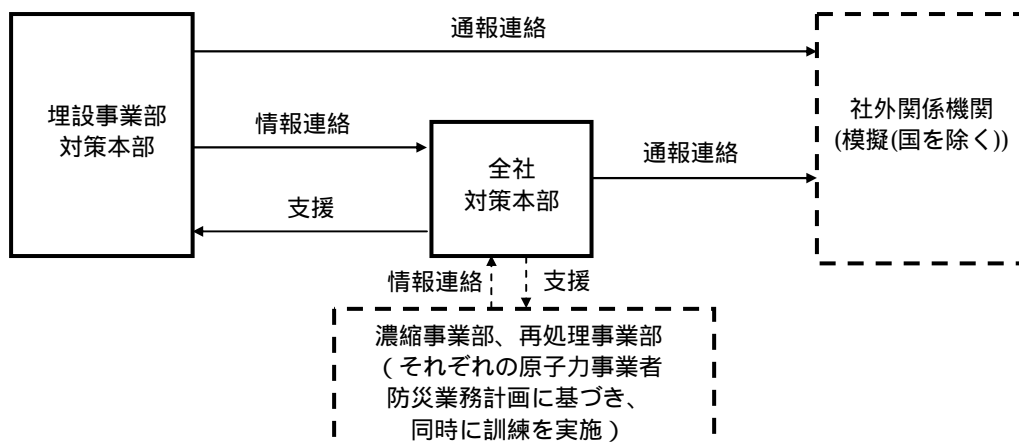 通報連絡
埋設事業部
対策本部
社外関係機関
(模擬(国を除く))
情報連絡
全社
対策本部
通報連絡
支援
情報連絡
支援
濃縮事業部、再処理事業部
(それぞれの原子力事業者
防災業務計画に基づき、
同時に訓練を実施)